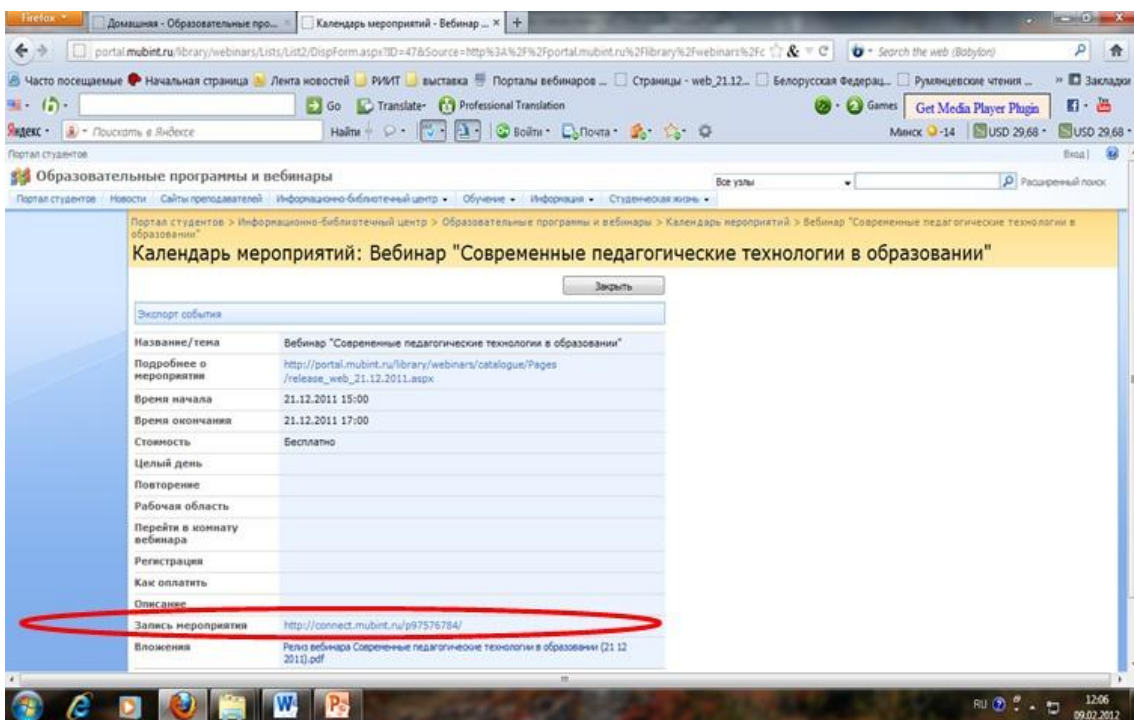 Firefox
Домашняя - Образовательные про...
Календарь мероприятий - Вебинар ...
portal.mubint.ru/library/webinars/Lists/List2/DispForm.aspx?ID=47&Source=http%3A%2F%2Fportal.mubint.ru%2Flibrary%2Fwebinars%2Fc
Search the web (Babylon)
Часто посещаемые Начальная страница Лента новостей РИИТ выставка Порталы вебинаров ... Страницы - web_21.12... Белорусская Федерац... Румянцевские чтения ... » Закладки
Go Translate Professional Translation Games Get Media Player Plugin
Яндекс Поискать в Яндексе Найти Войти Почта Минск -14 USD 29,68 USD 29,68
Портал студентов Вход
Образовательные программы и вебинары
Все узлы Расширенный поиск
Портал студентов Новости Сайты преподавателей Информационно-библиотечный центр Обучение Информация Студенческая жизнь
Портал студентов > Информационно-библиотечный центр > Образовательные программы и вебинары > Календарь мероприятий > Вебинар "Современные педагогические технологии в
образовании"
Календарь мероприятий: Вебинар "Современные педагогические технологии в образовании"
Закрыть
Экспорт события
Название/тема Вебинар "Современные педагогические технологии в образовании"
Подробнее о http://portal.mubint.ru/library/webinars/catalogue/Pages
мероприятии /release_web_21.12.2011.aspx
Время начала 21.12.2011 15:00
Время окончания 21.12.2011 17:00
Стоимость Бесплатно
Целый день
Повторение
Рабочая область
Перейти в комнату
вебинара
Регистрация
Как оплатить
Описание
Запись мероприятия http://connect.mubint.ru/p97576784/
Вложения Релиз вебинара Современные педагогические технологии в образовании (21 12
2011).pdf
RU 12:06
09.02.2012